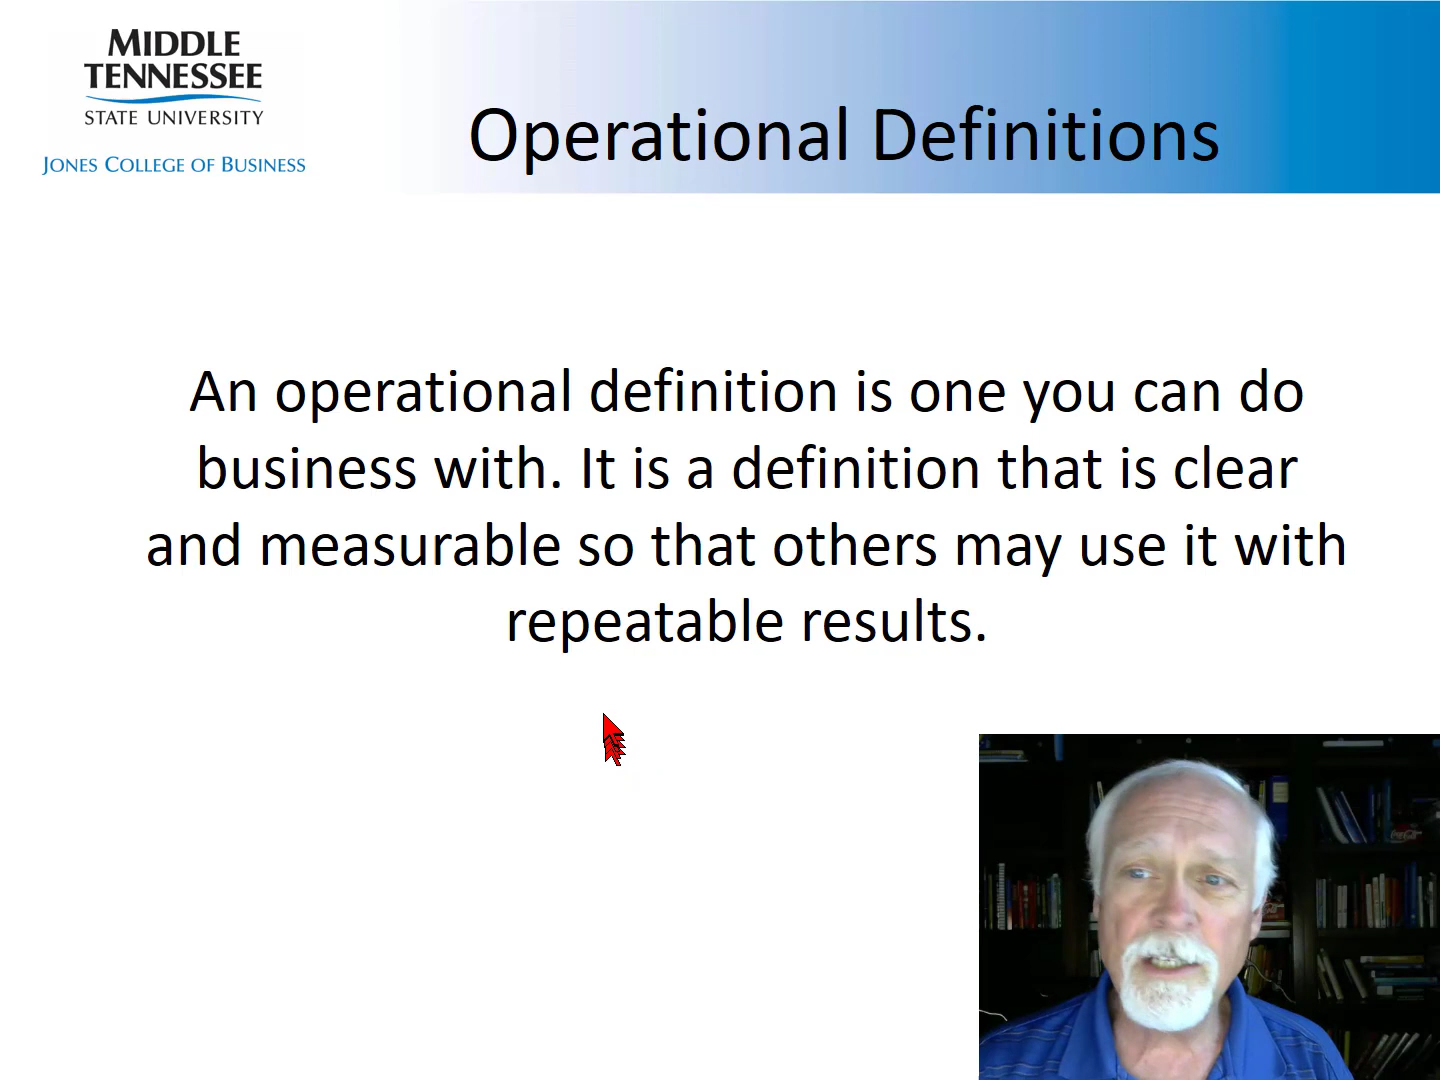 MIDDLE
TENNESSEE
STATE UNIVERSITY
JONES COLLEGE OF BUSINESS
Operational Definitions
An operational definition is one you can do
business with. It is a definition that is clear
and measurable so that others may use it with
repeatable results.